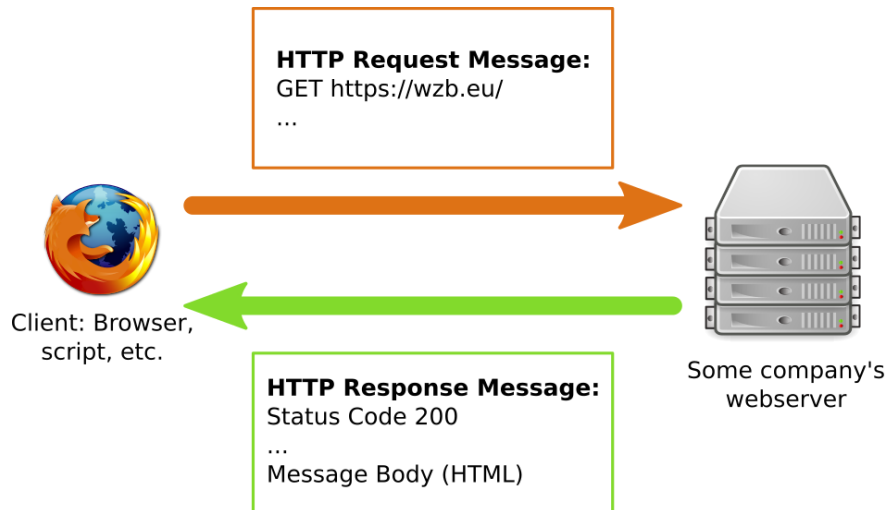 HTTP Request Message:
GET https://wzb.eu/
...
Client: Browser,
script, etc.
Some company's
webserver
HTTP Response Message:
Status Code 200
...
Message Body (HTML)